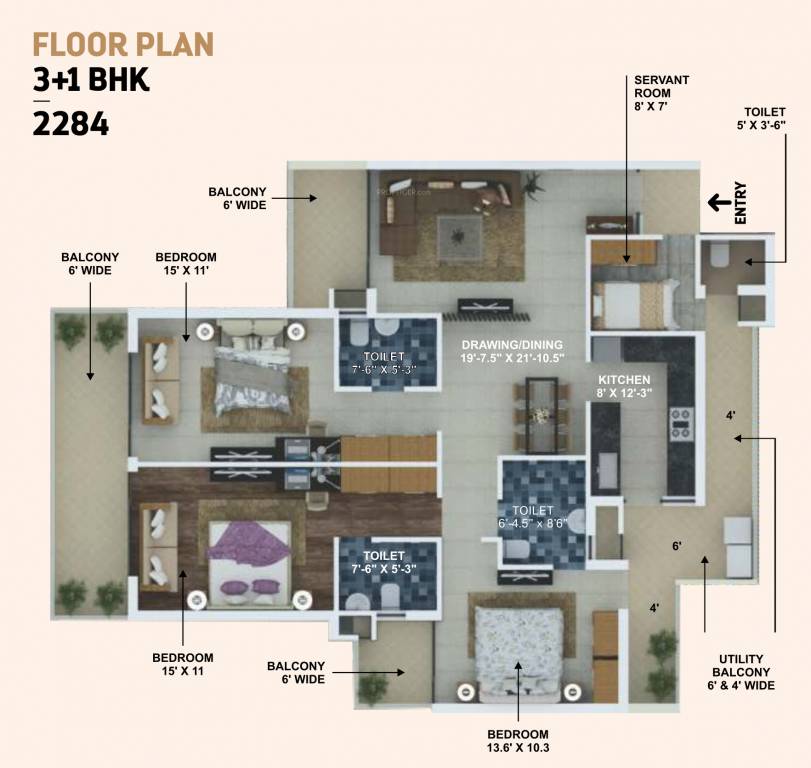 FLOOR PLAN
3+1 BHK
2284
SERVANT
ROOM
8' X 7'
TOILET
5' X 3'-6"
ENTRY
BALCONY
6' WIDE
BALCONY
6' WIDE
BEDROOM
15' X 11'
DRAWING/DINING
19'-7.5" X 21'-10.5"
TOILET
7'-6" X 5'-3"
KITCHEN
8' X 12'-3"
4'
TOILET
6'-4.5" x 8'6"
6'
TOILET
7'-6" X 5'-3"
4'
BEDROOM
15' X 11
BALCONY
6' WIDE
UTILITY
BALCONY
6' & 4' WIDE
BEDROOM
13.6' X 10.3